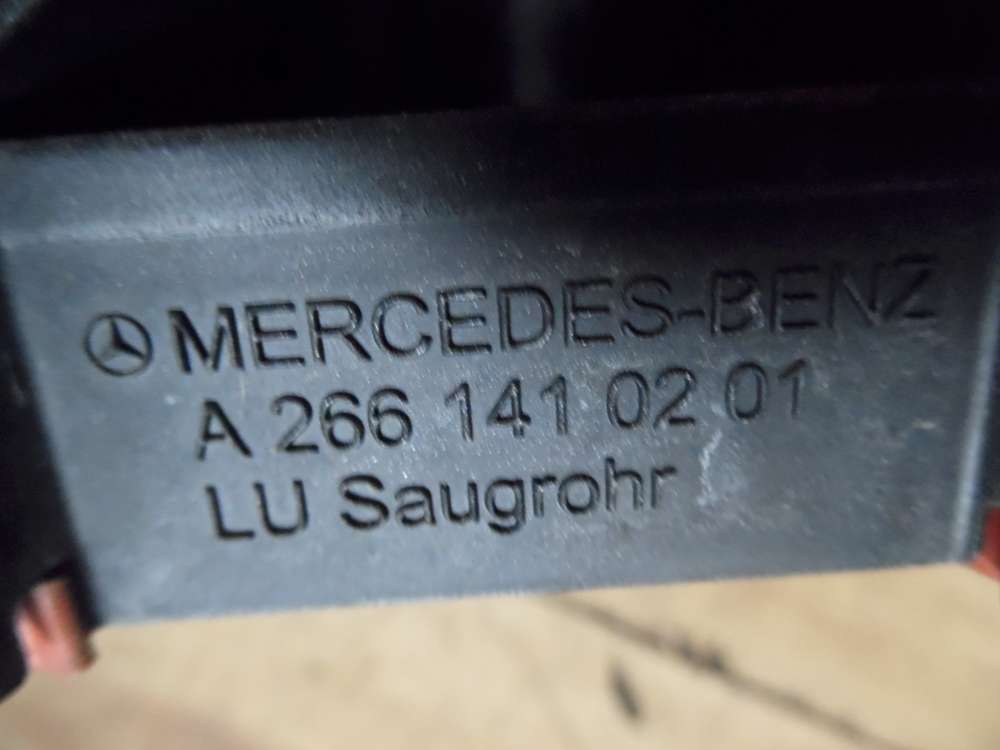 MERCEDES-BENZ
A 266 141 02 01
LU Saugrohr